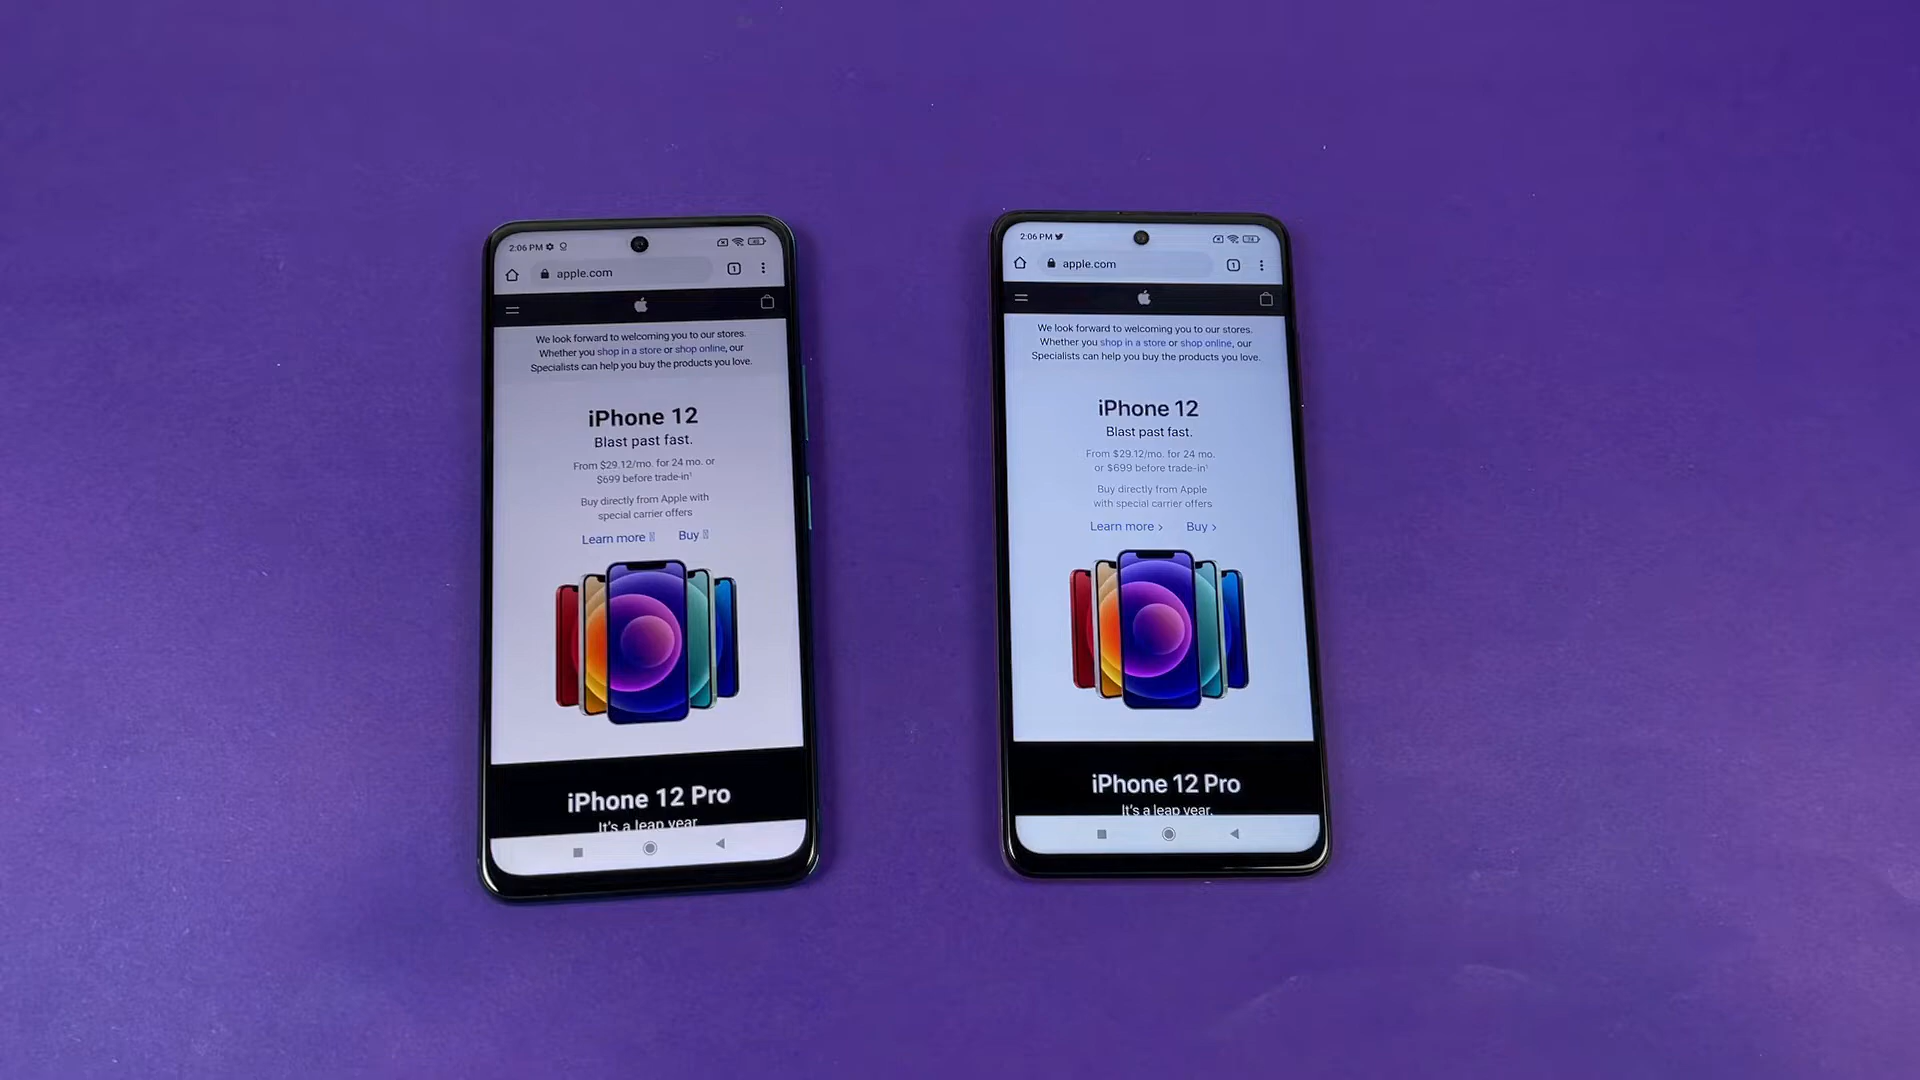 2:06 PM
1
apple.com
We look forward to welcoming you to our stores.
Whether you shop in a store or shop online, our
Specialists can help you buy the products you love.
iPhone 12
Blast past fast.
From $29.12/mo. for 24 mo. or
$699 before trade-in¹
Buy directly from Apple with
special carrier offers
Learn more Buy
iPhone 12 Pro
It's a leap year.
2:06 PM
apple.com
1
We look forward to welcoming you to our stores.
Whether you shop in a store or shop online, our
Specialists can help you buy the products you love.
iPhone 12
Blast past fast.
From $29.12/mo. for 24 mo.
or $699 before trade-in¹
Buy directly from Apple
with special carrier offers
Learn more > Buy >
iPhone 12 Pro
It's a leap year.